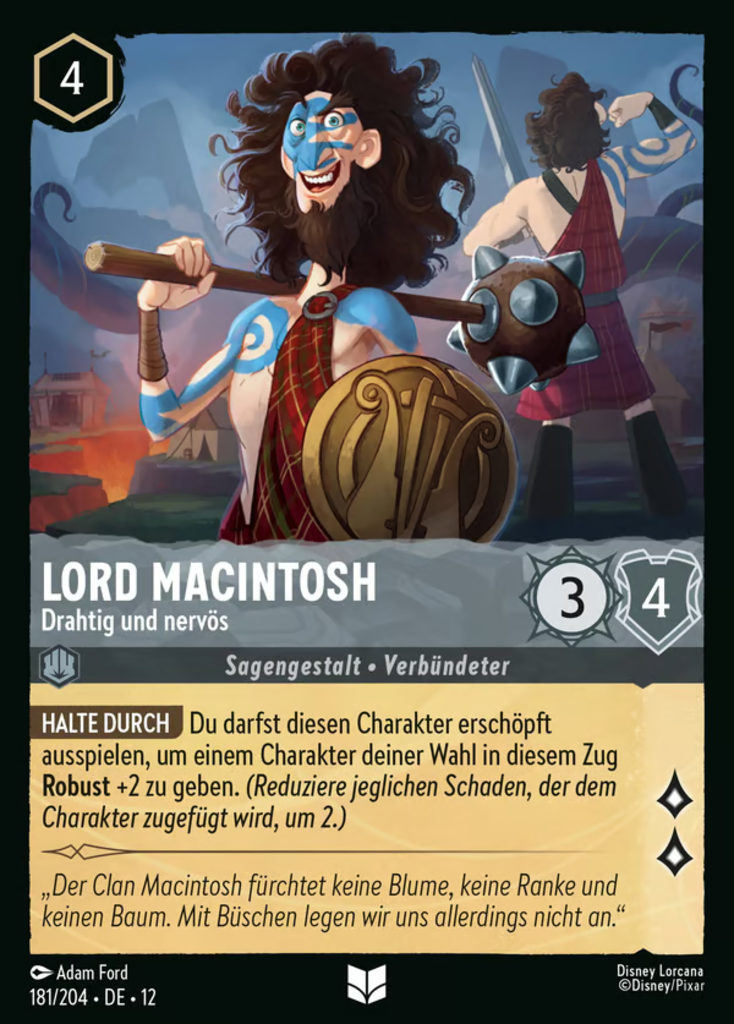 4
LORD MACINTOSH
Drahtig und nervös
3
4
Sagengestalt • Verbündeter
HALTE DURCH Du darfst diesen Charakter erschöpft
ausspielen, um einem Charakter deiner Wahl in diesem Zug
Robust +2 zu geben. (Reduziere jeglichen Schaden, der dem
Charakter zugefügt wird, um 2.)
„Der Clan Macintosh fürchtet keine Blume, keine Ranke und
keinen Baum. Mit Büschen legen wir uns allerdings nicht an.“
Adam Ford
181/204 • DE • 12
Disney Lorcana
©Disney/Pixar